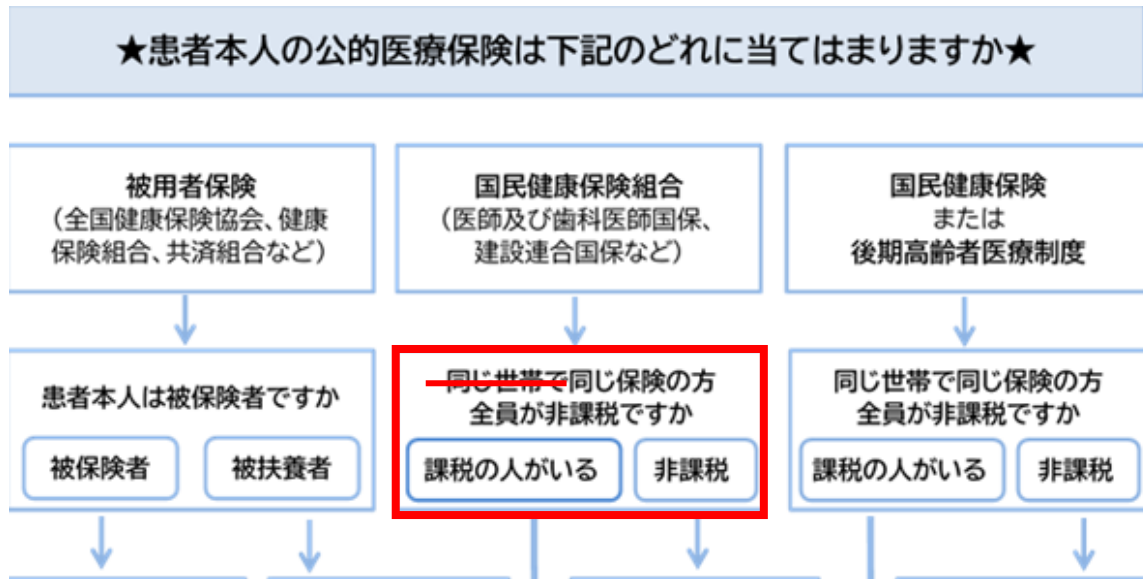 ★患者本人の公的医療保険は下記のどれに当てはまりますか★
被用者保険
（全国健康保険協会、健康
保険組合、共済組合など）
国民健康保険組合
（医師及び歯科医師国保、
建設連合国保など）
国民健康保険
または
後期高齢者医療制度
患者本人は被保険者ですか
被保険者
被扶養者
同じ世帯で同じ保険の方
全員が非課税ですか
課税の人がいる
非課税
同じ世帯で同じ保険の方
全員が非課税ですか
課税の人がいる
非課税